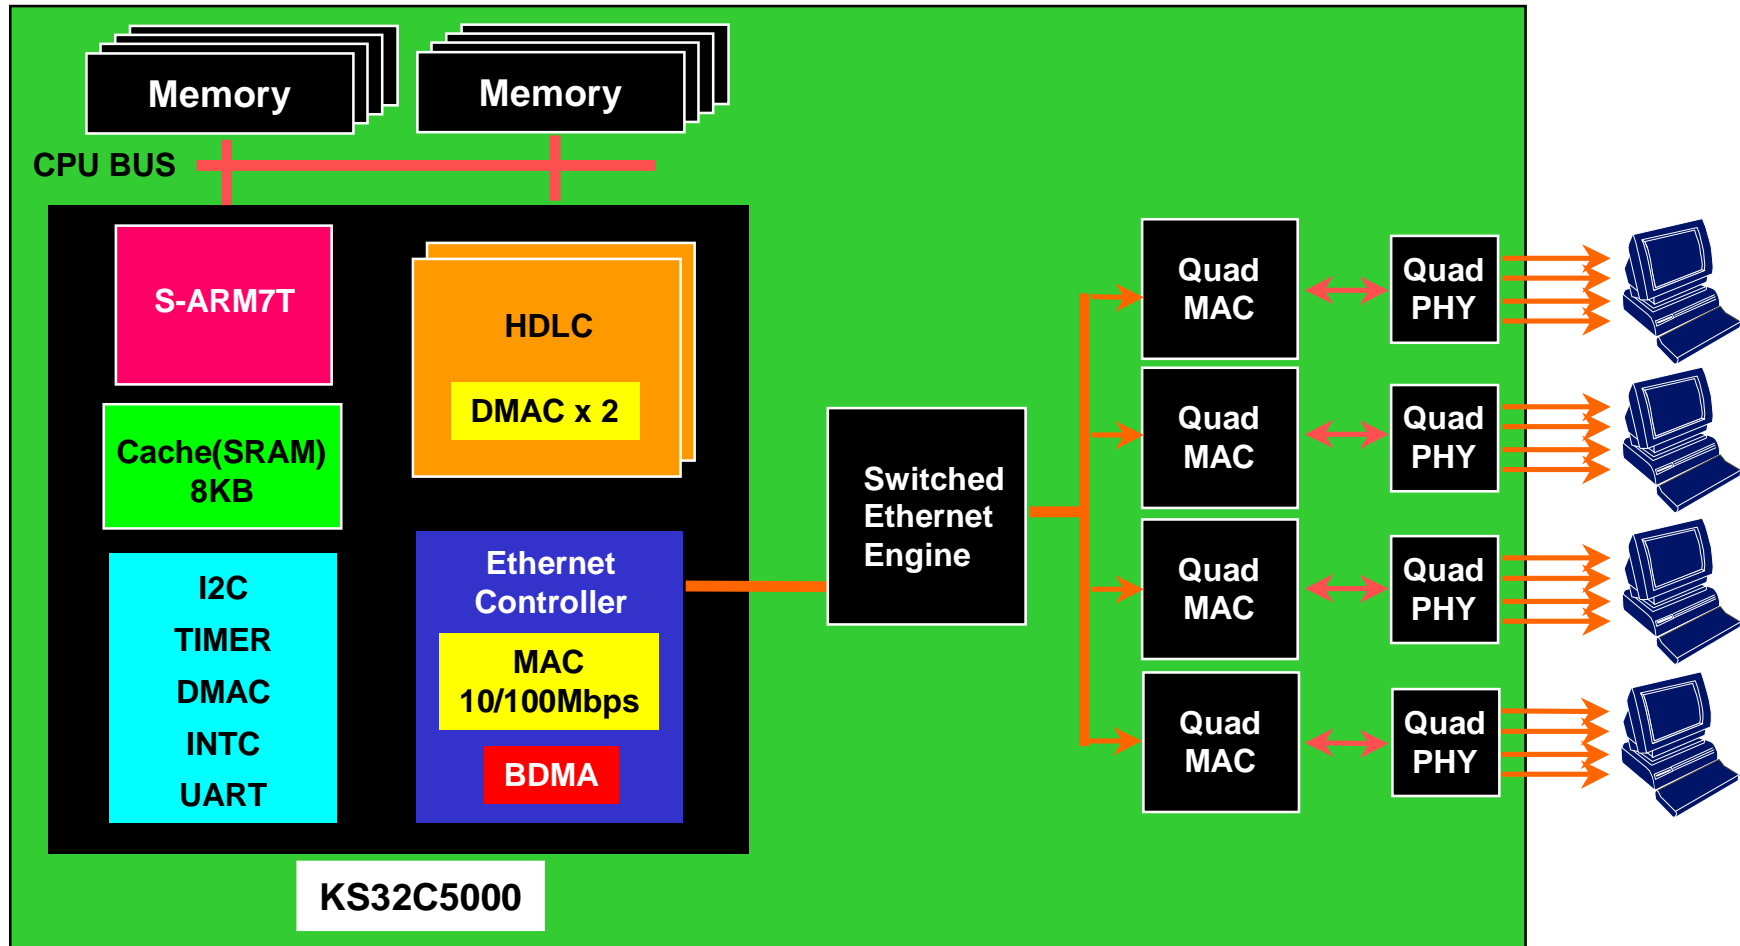 Memory
Memory
CPU BUS
S-ARM7T
HDLC
DMAC x 2
Cache(SRAM)
8KB
I2C
TIMER
DMAC
INTC
UART
Ethernet
Controller
MAC
10/100Mbps
BDMA
KS32C5000
Switched
Ethernet
Engine
Quad
MAC
Quad
PHY
Quad
MAC
Quad
PHY
Quad
MAC
Quad
PHY
Quad
MAC
Quad
PHY